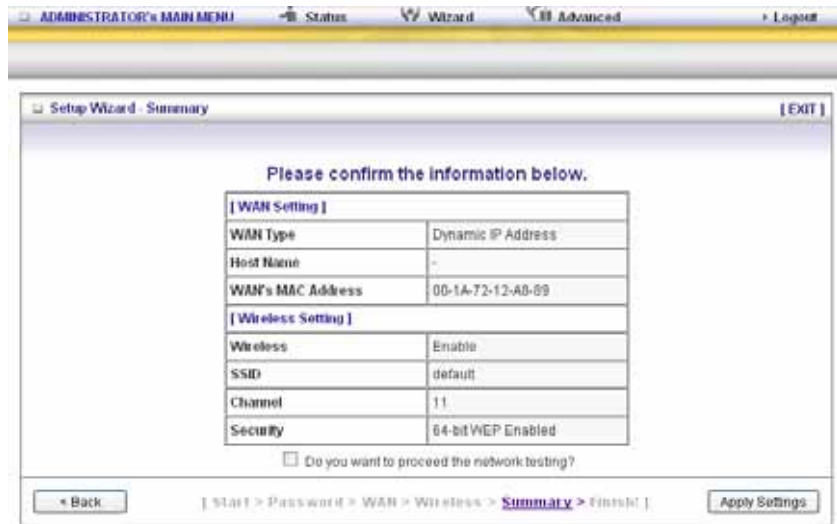 ADMINISTRATOR's MAIN MENU Status Wizard Advanced Logout
Setup Wizard - Summary [ EXIT ]
Please confirm the information below.
[ WAN Setting ]
WAN Type Dynamic IP Address
Host Name -
WAN's MAC Address 00-1A-72-12-A8-89
[ Wireless Setting ]
Wireless Enable
SSID default
Channel 11
Security 64-bit WEP Enabled
Do you want to proceed the network testing?
< Back [ Start > Password > WAN > Wireless > Summary > Finish! ] Apply Settings